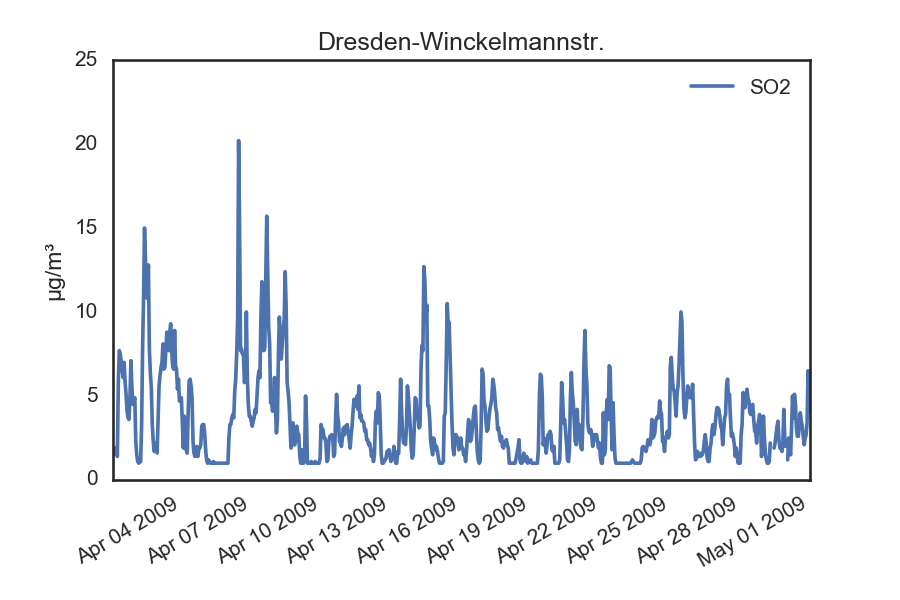 Dresden-Winckelmannstr.
SO2
µg/m³
25
20
15
10
5
0
Apr 04 2009
Apr 07 2009
Apr 10 2009
Apr 13 2009
Apr 16 2009
Apr 19 2009
Apr 22 2009
Apr 25 2009
Apr 28 2009
May 01 2009